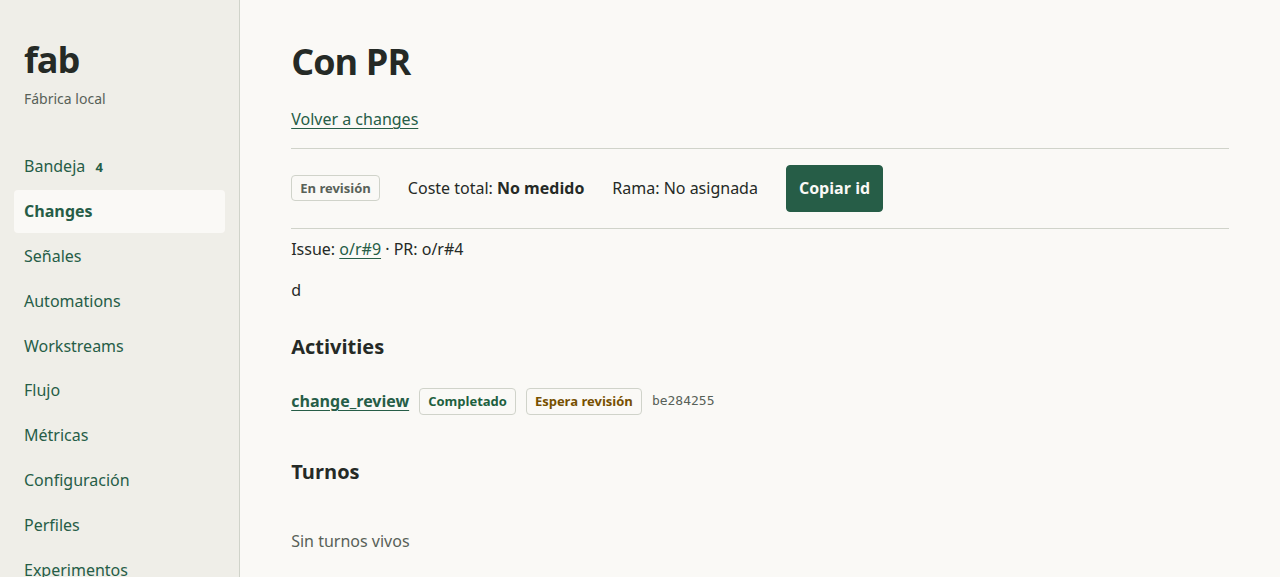 fab
Fábrica local
Bandeja 4
Changes
Señales
Automations
Workstreams
Flujo
Métricas
Configuración
Perfiles
Experimentos
Con PR
Volver a changes
En revisión Coste total: No medido Rama: No asignada Copiar id
Issue: o/r#9 · PR: o/r#4
d
Activities
change_review Completado Espera revisión be284255
Turnos
Sin turnos vivos